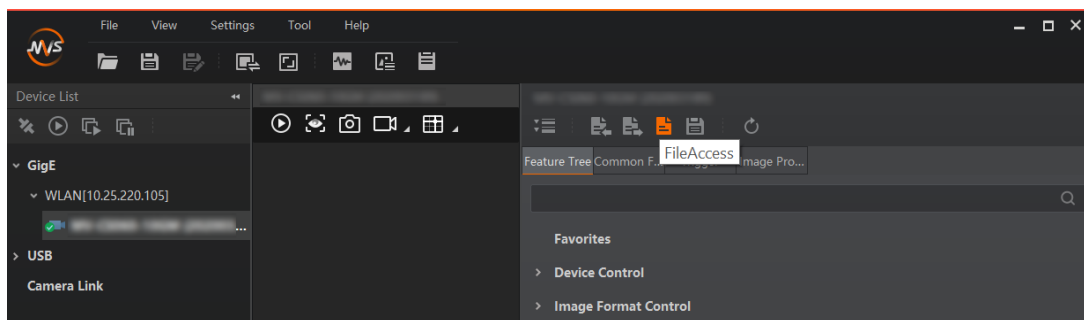 File View Settings Tool Help
MVS
Device List
FileAccess
Feature Tree Common F... mage Pro...
GigE
WLAN[10.25.220.105]
...
USB
Camera Link
Favorites
Device Control
Image Format Control